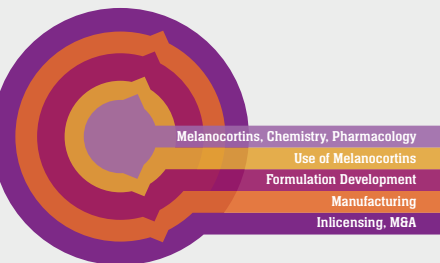 Melanocortins, Chemistry, Pharmacology
Use of Melanocortins
Formulation Development
Manufacturing
Inlicensing, M&A